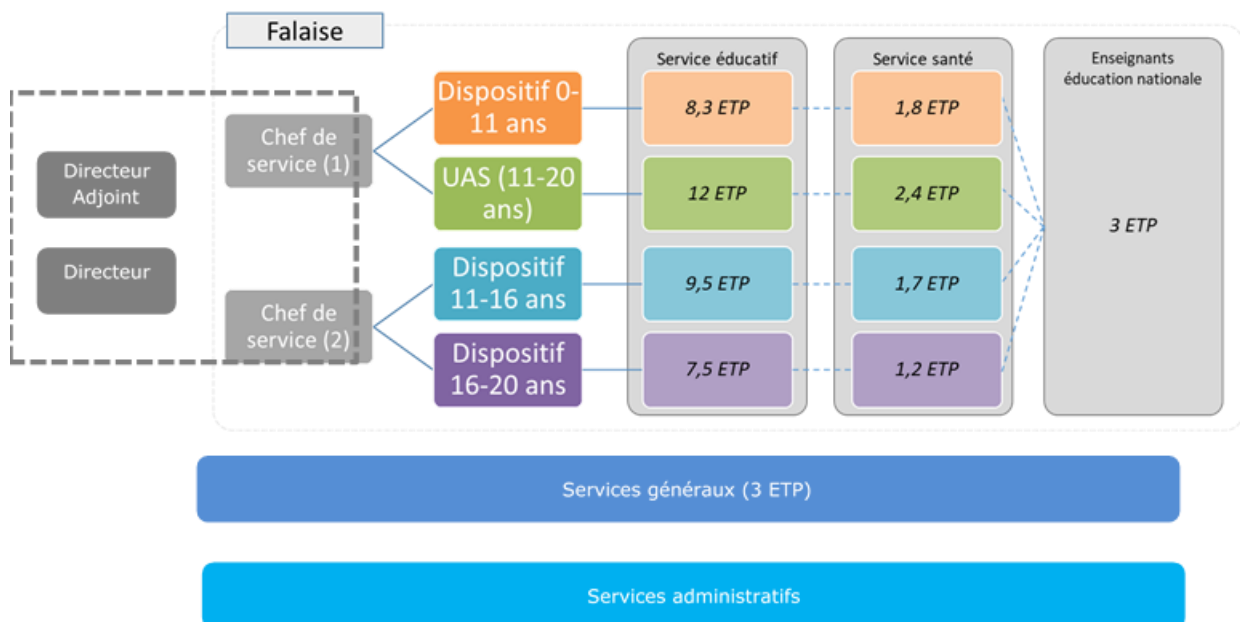 Falaise
Service éducatif
Service santé
Enseignants
éducation nationale
Directeur
Adjoint
Directeur
Chef de
service (1)
Chef de
service (2)
Dispositif 0-
11 ans
8,3 ETP
1,8 ETP
UAS (11-20
ans)
12 ETP
2,4 ETP
3 ETP
Dispositif
11-16 ans
9,5 ETP
1,7 ETP
Dispositif
16-20 ans
7,5 ETP
1,2 ETP
Services généraux (3 ETP)
Services administratifs